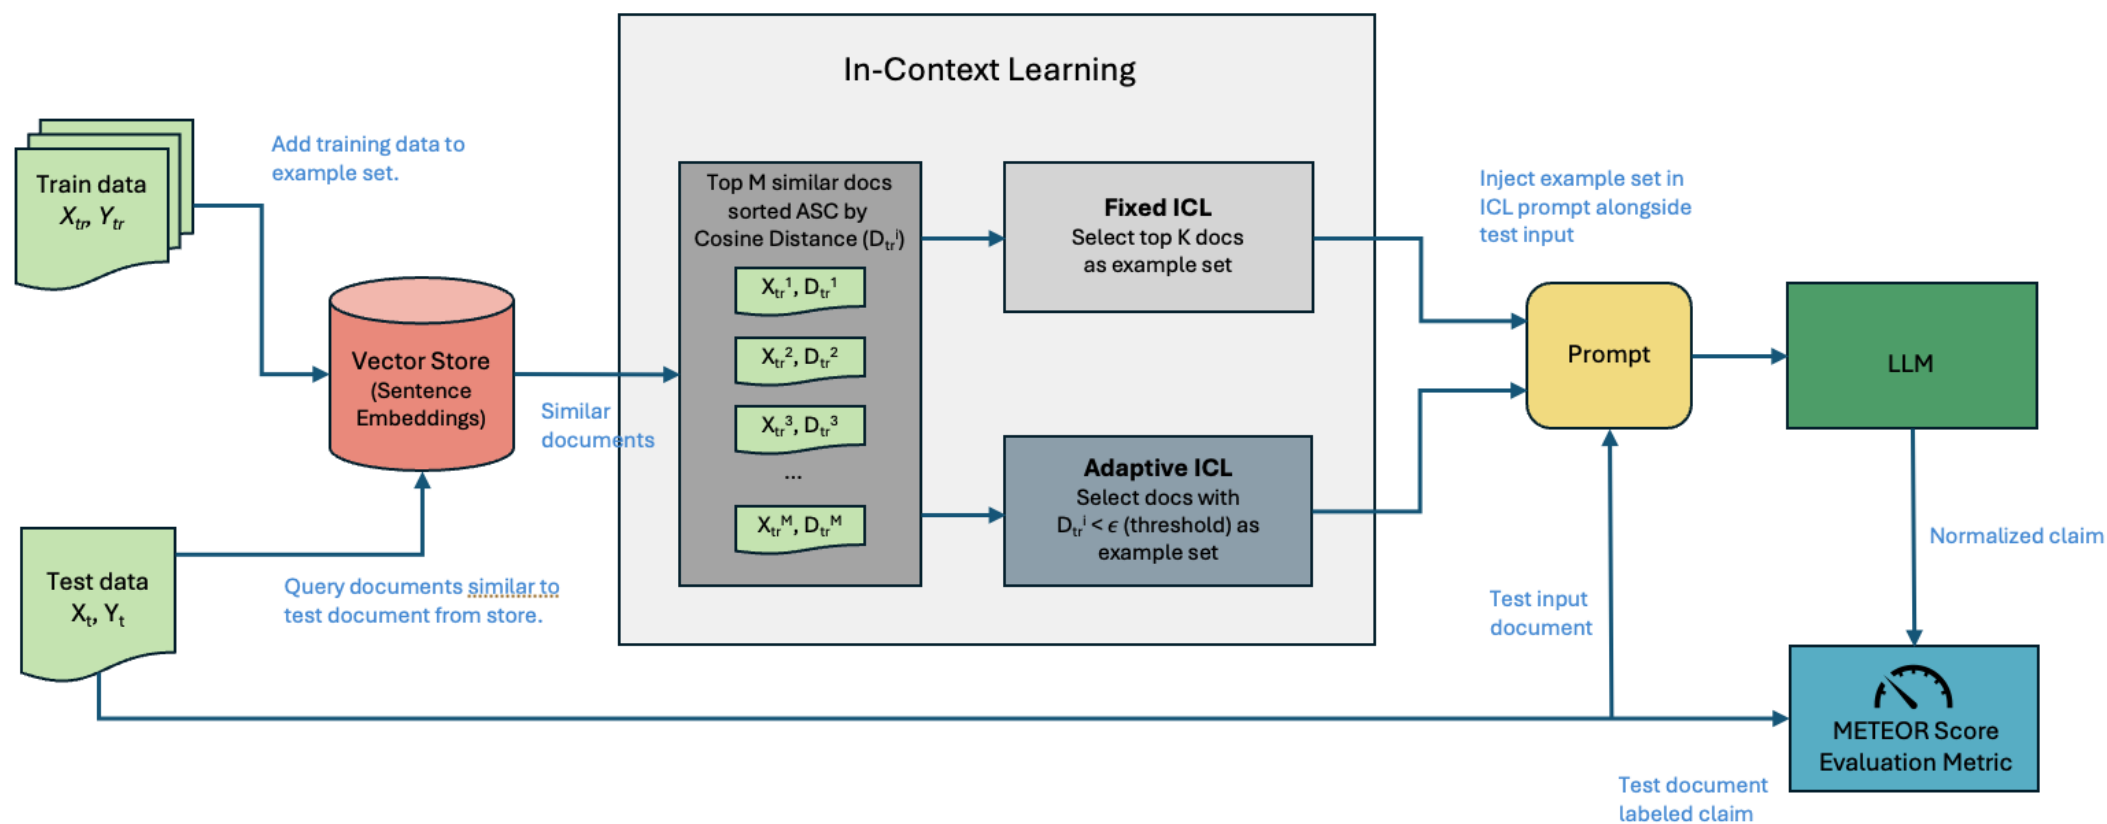 In-Context Learning
Train data
Xtr, Ytr
Add training data to
example set.
Vector Store
(Sentence
Embeddings)
Similar
documents
Test data
Xt, Yt
Query documents similar to
test document from store.
Top M similar docs
sorted ASC by
Cosine Distance (Dtrⁱ)
Xtr¹, Dtr¹
Xtr², Dtr²
Xtr³, Dtr³
...
Xtrᴹ, Dtrᴹ
Fixed ICL
Select top K docs
as example set
Adaptive ICL
Select docs with
Dtrⁱ < ϵ (threshold) as
example set
Inject example set in
ICL prompt alongside
test input
Prompt
LLM
Test input
document
Normalized claim
METEOR Score
Evaluation Metric
Test document
labeled claim